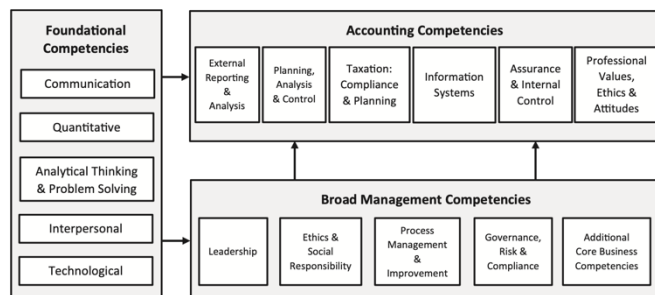 Foundational
Competencies
Communication
Quantitative
Analytical Thinking
& Problem Solving
Interpersonal
Technological
Accounting Competencies
External
Reporting
&
Analysis
Planning,
Analysis
& Control
Taxation:
Compliance
& Planning
Information
Systems
Assurance
& Internal
Control
Professional
Values,
Ethics &
Attitudes
Broad Management Competencies
Leadership
Ethics &
Social
Responsibility
Process
Management
&
Improvement
Governance,
Risk &
Compliance
Additional
Core Business
Competencies